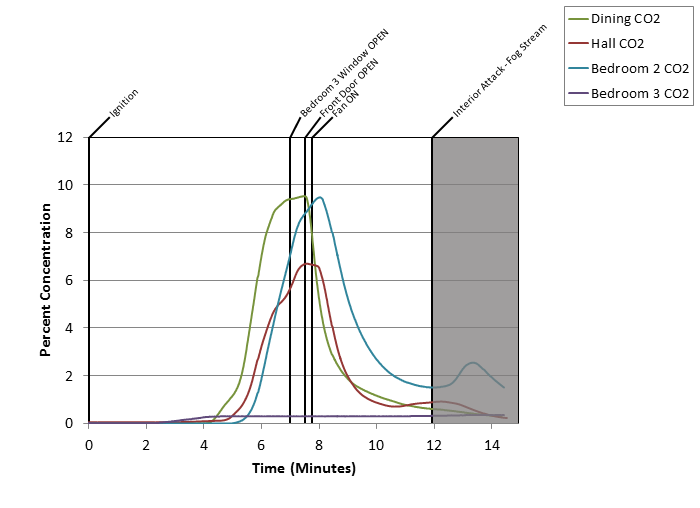 Dining CO2
Hall CO2
Bedroom 2 CO2
Bedroom 3 CO2
Ignition
Bedroom 3 Window OPEN
Front Door OPEN
Fan ON
Interior Attack - Fog Stream
12
10
8
6
4
2
0
Percent Concentration
0 2 4 6 8 10 12 14
Time (Minutes)